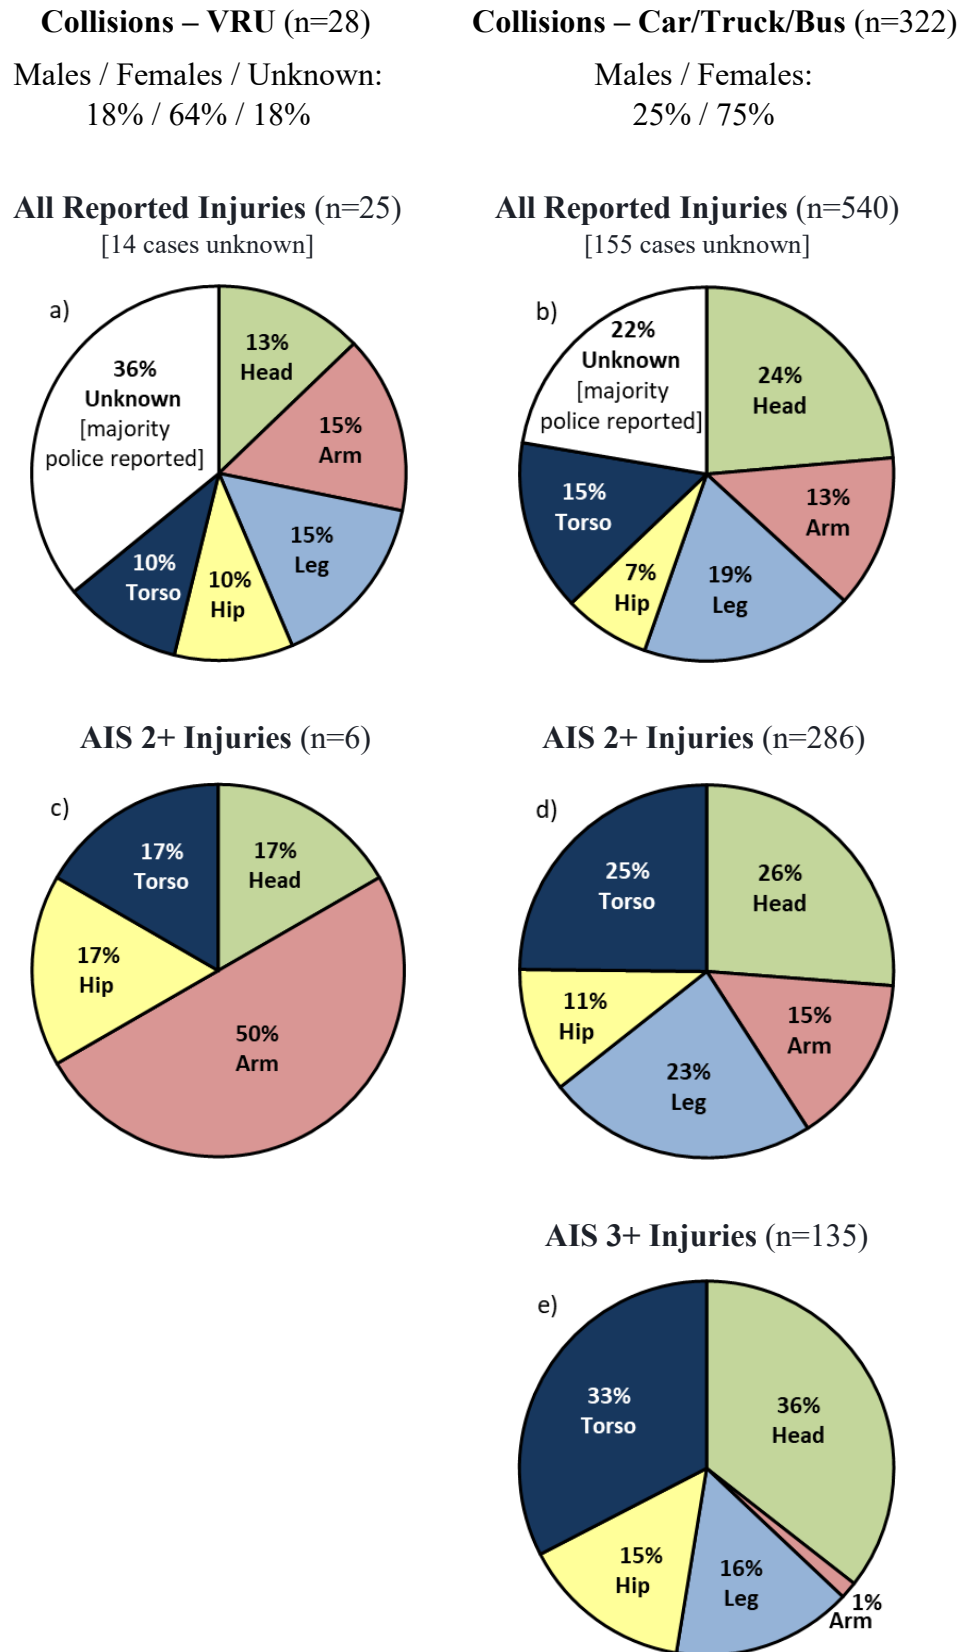 Collisions – VRU (n=28)
Males / Females / Unknown:
18% / 64% / 18%
All Reported Injuries (n=25)
[14 cases unknown]
a)
13%
Head
15%
Arm
15%
Leg
10%
Hip
10%
Torso
36%
Unknown
[majority
police reported]
AIS 2+ Injuries (n=6)
c)
17%
Head
50%
Arm
17%
Hip
17%
Torso
Collisions – Car/Truck/Bus (n=322)
Males / Females:
25% / 75%
All Reported Injuries (n=540)
[155 cases unknown]
b)
24%
Head
13%
Arm
19%
Leg
7%
Hip
15%
Torso
22%
Unknown
[majority
police reported]
AIS 2+ Injuries (n=286)
d)
26%
Head
15%
Arm
23%
Leg
11%
Hip
25%
Torso
AIS 3+ Injuries (n=135)
e)
36%
Head
1%
Arm
16%
Leg
15%
Hip
33%
Torso